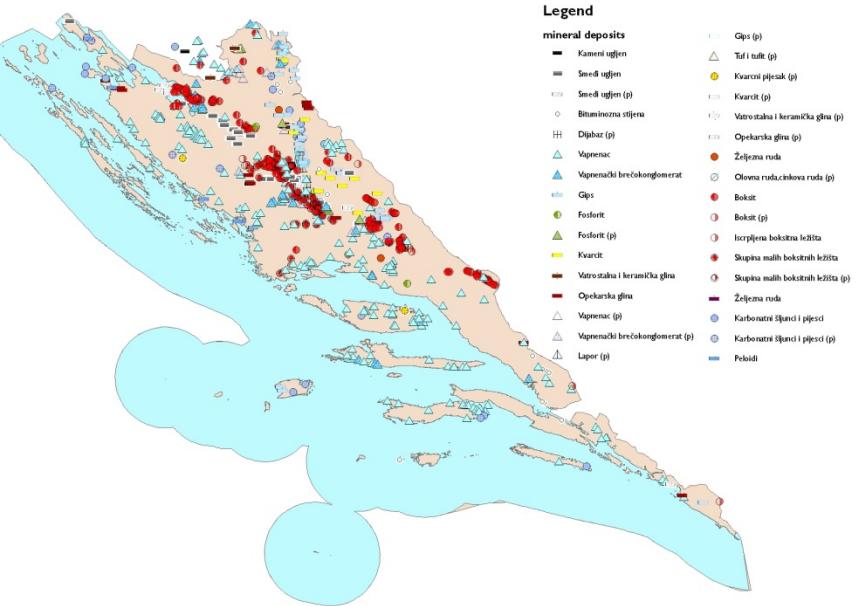 Legend
mineral deposits
Kameni ugljen
Smeđi ugljen
Smeđi ugljen (p)
Bituminozna stijena
Dijabaz (p)
Vapnenac
Vapnenački brečokonglomerat
Gips
Fosforit
Fosforit (p)
Kvarcit
Vatrostalna i keramička glina
Opekarska glina
Vapnenac (p)
Vapnenački brečokonglomerat (p)
Lapor (p)
Gips (p)
Tuf i tufit (p)
Kvarcni pijesak (p)
Kvarcit (p)
Vatrostalna i keramička glina (p)
Opekarska glina (p)
Željezna ruda
Olovna ruda,cinkova ruda (p)
Boksit
Boksit (p)
Iscrpljena boksitna ležišta
Skupina malih boksitnih ležišta
Skupina malih boksitnih ležišta (p)
Željezna ruda
Karbonatni šljunci i pijesci
Karbonatni šljunci i pijesci (p)
Peloidi